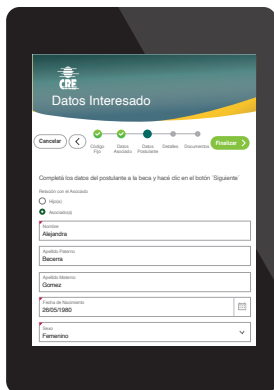 CRE
Datos Interesado
Cancelar
Código Fijo
Datos Asociado
Datos Postulante
Detalles
Documentos
Finalizar
Completá los datos del postulante a la beca y hacé clic en el botón ¨Siguiente¨
Relación con el Asociado
Hijo(a)
Asociado(a)
Nombre
Alejandra
Apellido Paterno
Becerra
Apellido Materno
Gomez
Fecha de Nacimiento
28/05/1980
Sexo
Femenino